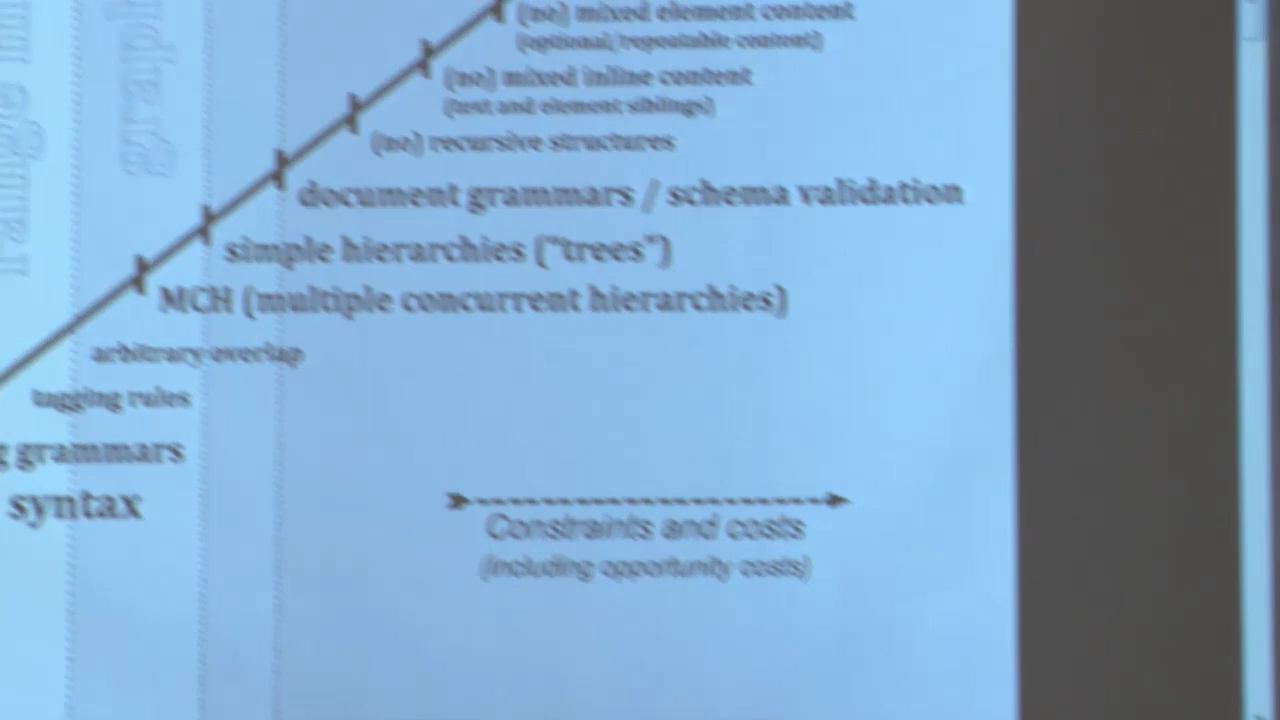 (no) mixed element content
(optional/repeatable content)
(no) mixed inline content
(text and element siblings)
(no) recursive structures
document grammars / schema validation
simple hierarchies ("trees")
MCH (multiple concurrent hierarchies)
arbitrary overlap
tagging rules
grammars
syntax
Constraints and costs
(including opportunity costs)
graph